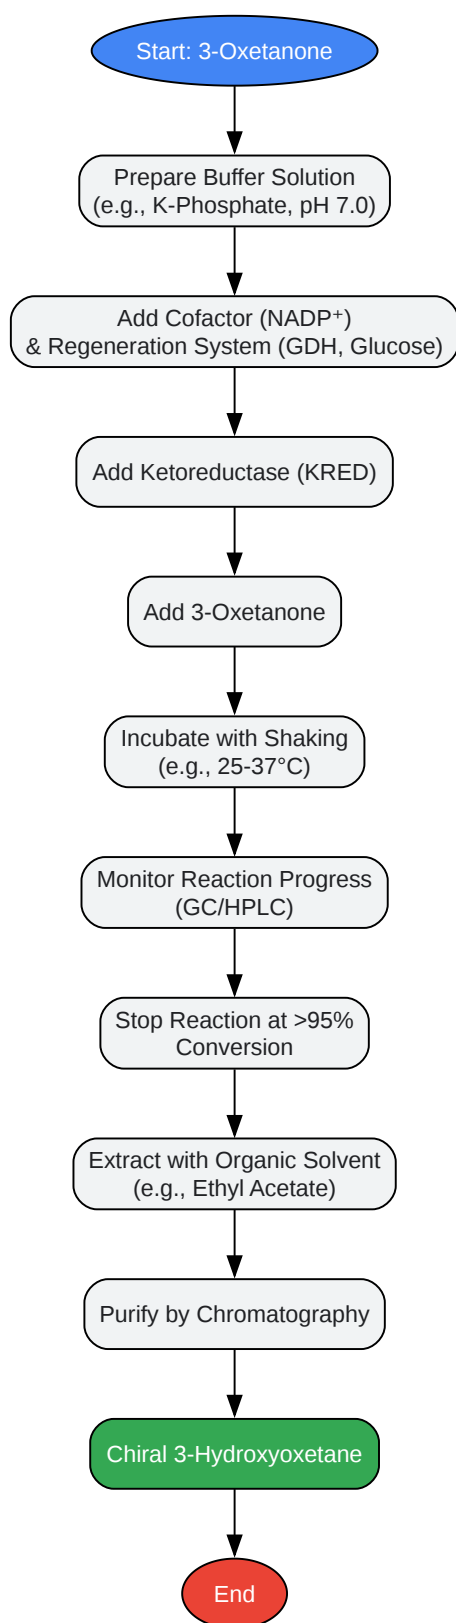 Start: 3-Oxetanone
Prepare Buffer Solution
(e.g., K-Phosphate, pH 7.0)
Add Cofactor (NADP⁺)
& Regeneration System (GDH, Glucose)
Add Ketoreductase (KRED)
Add 3-Oxetanone
Incubate with Shaking
(e.g., 25-37°C)
Monitor Reaction Progress
(GC/HPLC)
Stop Reaction at >95%
Conversion
Extract with Organic Solvent
(e.g., Ethyl Acetate)
Purify by Chromatography
Chiral 3-Hydroxyoxetane
End